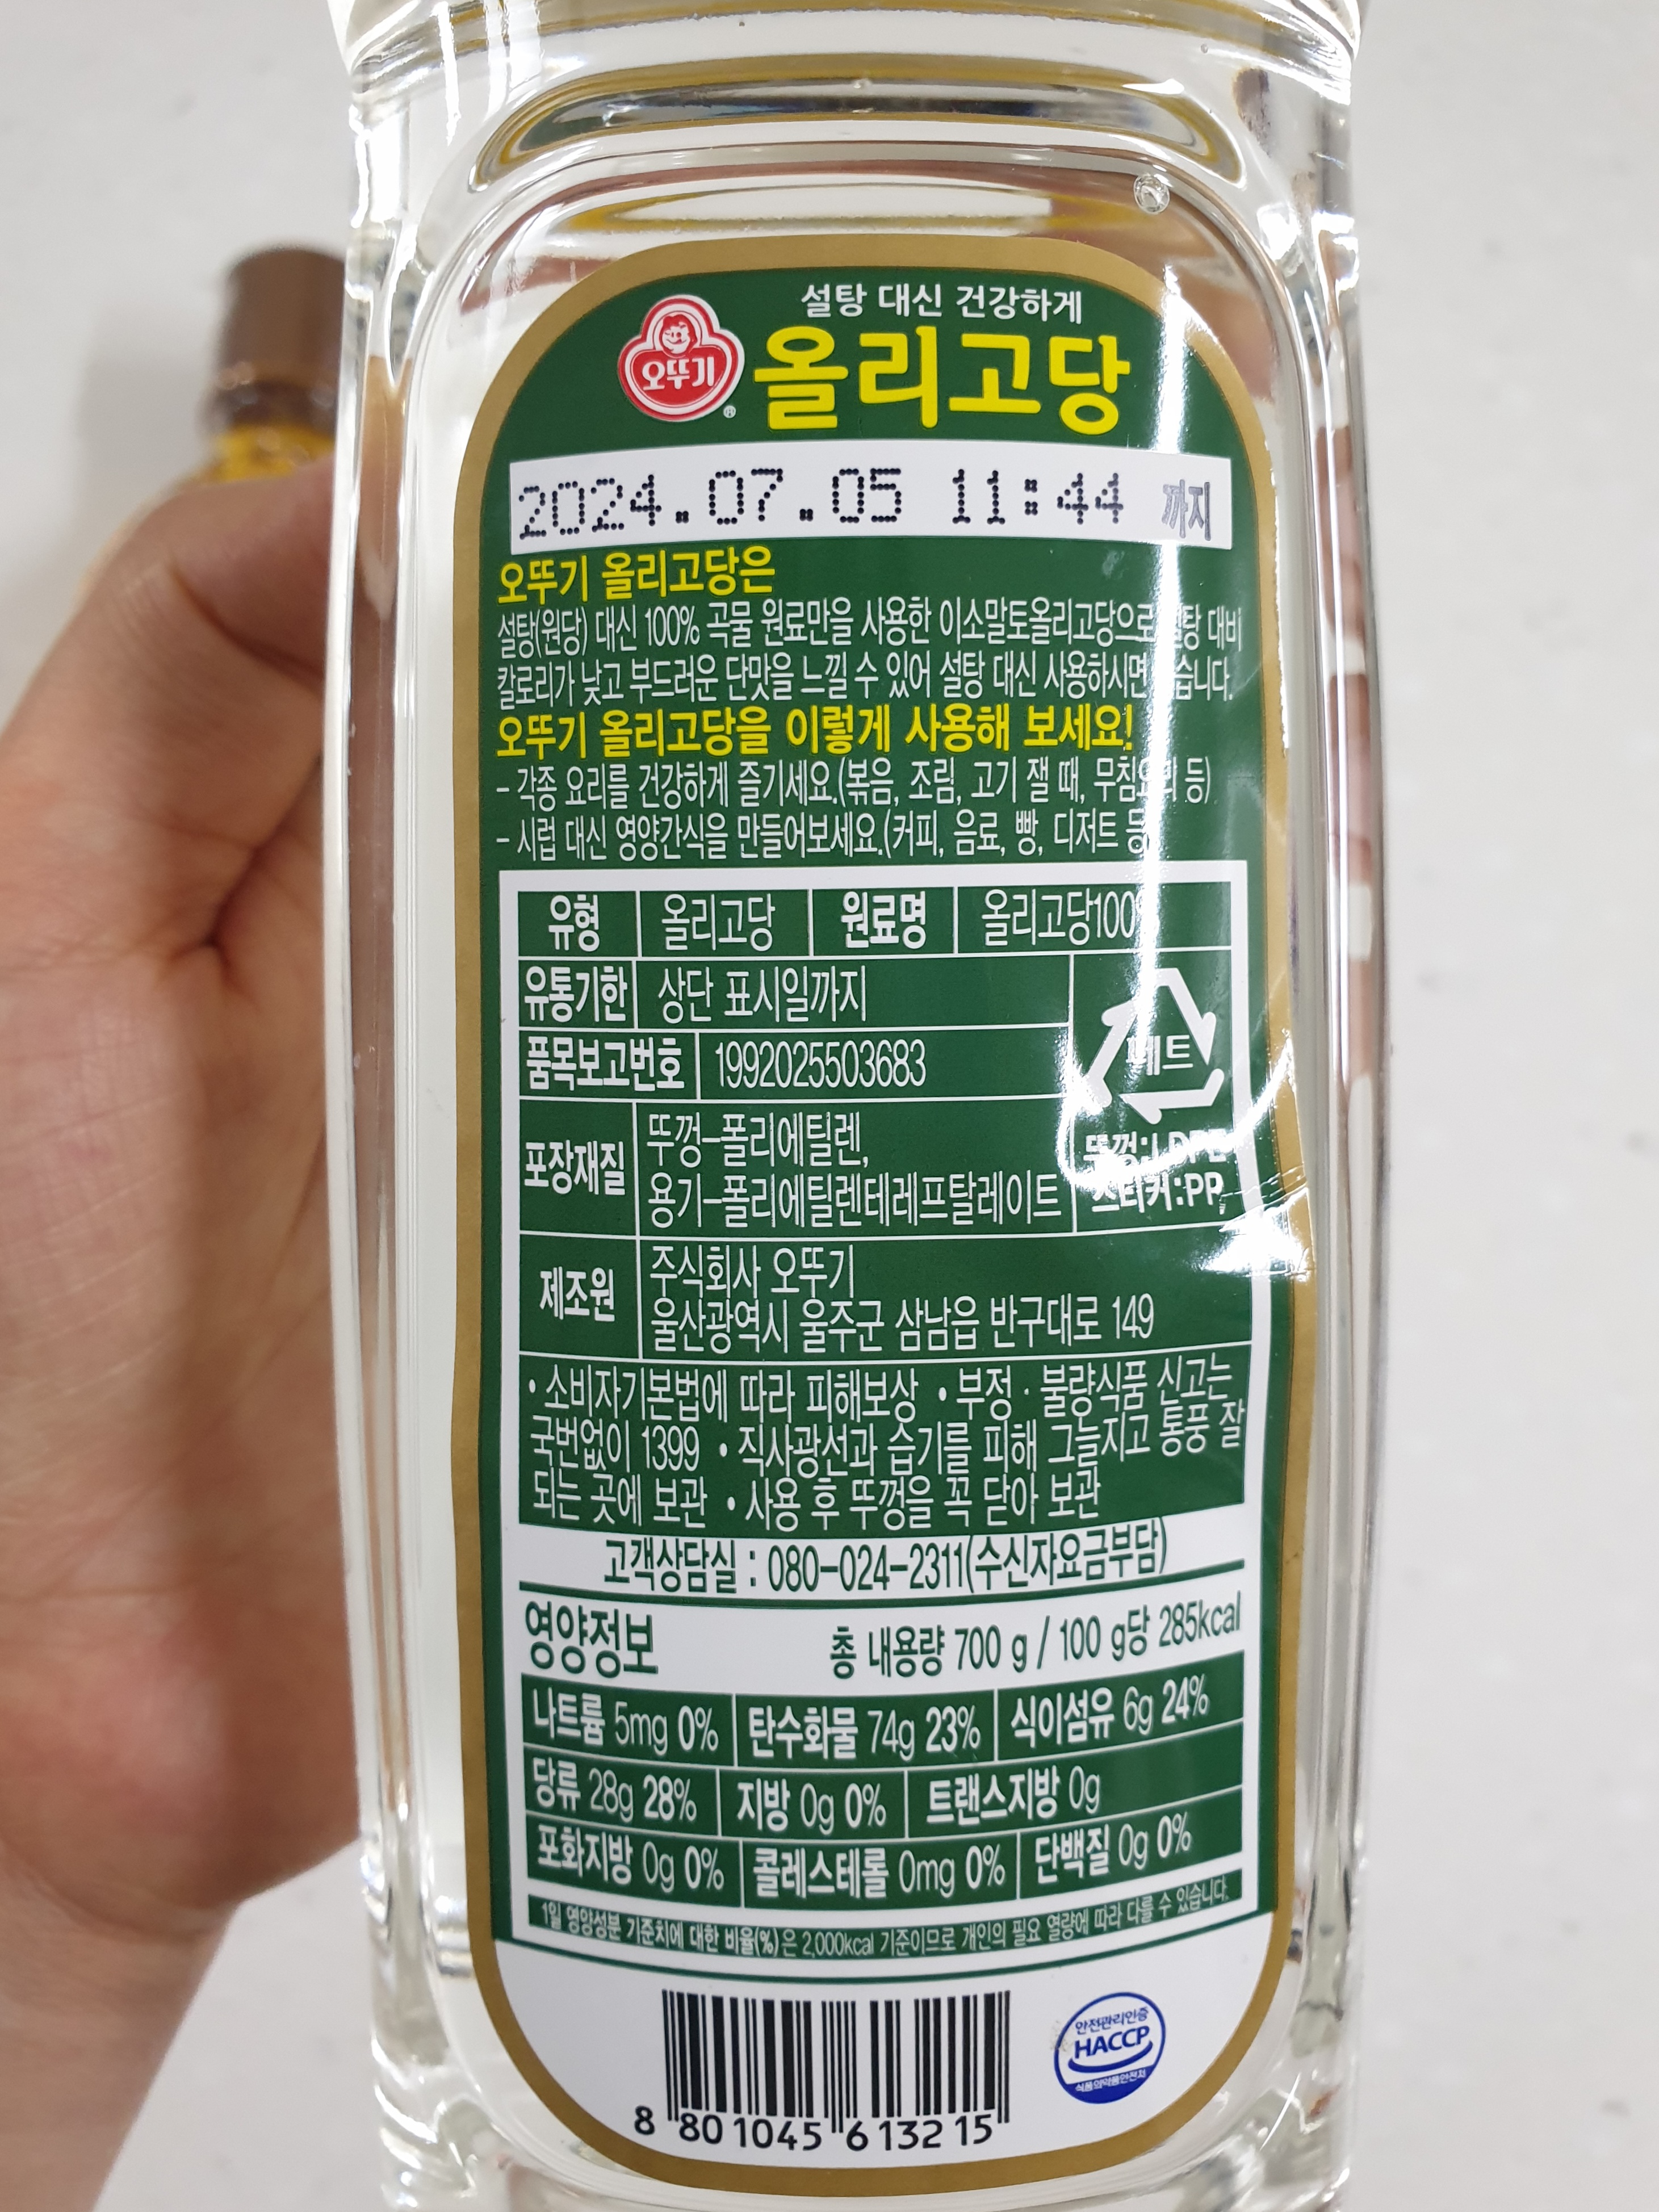 설탕 대신 건강하게
오뚜기® 올리고당
2024.07.05 11:44 까지
오뚜기 올리고당은
설탕(원당) 대신 100% 곡물 원료만을 사용한 이소말토올리고당으로 대비
칼로리가 낮고 부드러운 단맛을 느낄 수 있어 설탕 대신 사용하시면
오뚜기 올리고당을 이렇게 사용해 보세요!
- 각종 요리를 건강하게 즐기세요.(볶음, 조림, 고기 잴 때, 등)
- 시럽 대신 영양간식을 만들어보세요.(커피, 음료, 빵, 디저트 등
유형 올리고당 원료명 올리고당100%
유통기한 상단 표시일까지
페트
품목보고번호 1992025503683
포장재질 뚜껑-폴리에틸렌,
용기-폴리에틸렌테레프탈레이트
뚜껑:LDPE
스티커:PP
제조원 주식회사 오뚜기
울산광역시 울주군 삼남읍 반구대로 149
• 소비자기본법에 따라 피해보상 • 부정·불량식품 신고는
국번없이 1399 • 직사광선과 습기를 피해 그늘지고 통풍 잘
되는 곳에 보관 • 사용 후 뚜껑을 꼭 닫아 보관
고객상담실 : 080-024-2311(수신자요금부담)
영양정보 총 내용량 700 g / 100 g당 285kcal
나트륨 5mg 0% 탄수화물 74g 23% 식이섬유 6g 24%
당류 28g 28% 지방 0g 0% 트랜스지방 0g
포화지방 0g 0% 콜레스테롤 0mg 0% 단백질 0g 0%
1일 영양성분 기준치에 대한 비율(%)은 2,000kcal 기준이므로 개인의 필요 열량에 따라 다를 수 있습니다.
안전관리인증
HACCP
식품의약품안전처
8 801045 613215